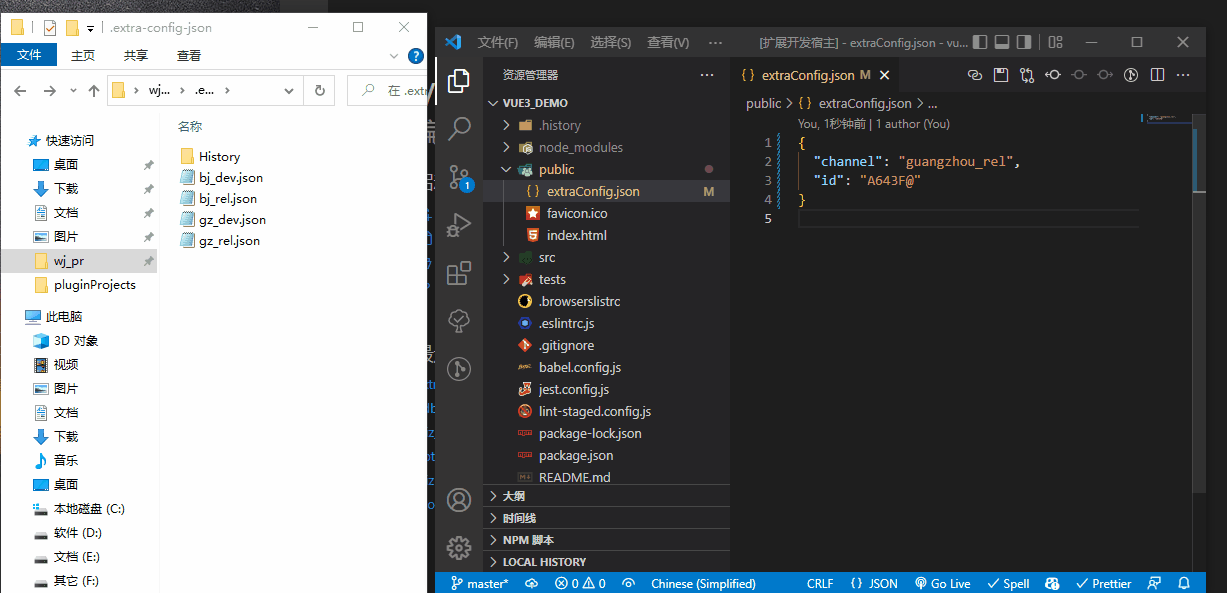 .extra-config-json
文件
主页
共享
查看
wj...
.e...
在 .extr
快速访问
桌面
下载
文档
图片
wj_pr
pluginProjects
此电脑
3D 对象
视频
图片
文档
下载
音乐
桌面
本地磁盘 (C:)
软件 (D:)
文档 (E:)
其它 (F:)
名称
History
bj_dev.json
bj_rel.json
gz_dev.json
gz_rel.json
文件(F)
编辑(E)
选择(S)
查看(V)
···
[扩展开发宿主] - extraConfig.json - vu...
资源管理器
VUE3_DEMO
.history
node_modules
public
extraConfig.json M
favicon.ico
index.html
src
tests
.browserslistrc
.eslintrc.js
.gitignore
babel.config.js
jest.config.js
lint-staged.config.js
package-lock.json
package.json
README.md
大纲
时间线
NPM 脚本
LOCAL HISTORY
1
{ } extraConfig.json M
public > { } extraConfig.json > ...
You, 1秒钟前 | 1 author (You)
1 {
2 "channel": "guangzhou_rel",
3 "id": "A643F@"
4 }
5
master*
0
0
Chinese (Simplified)
CRLF
{ } JSON
Go Live
Spell
Prettier